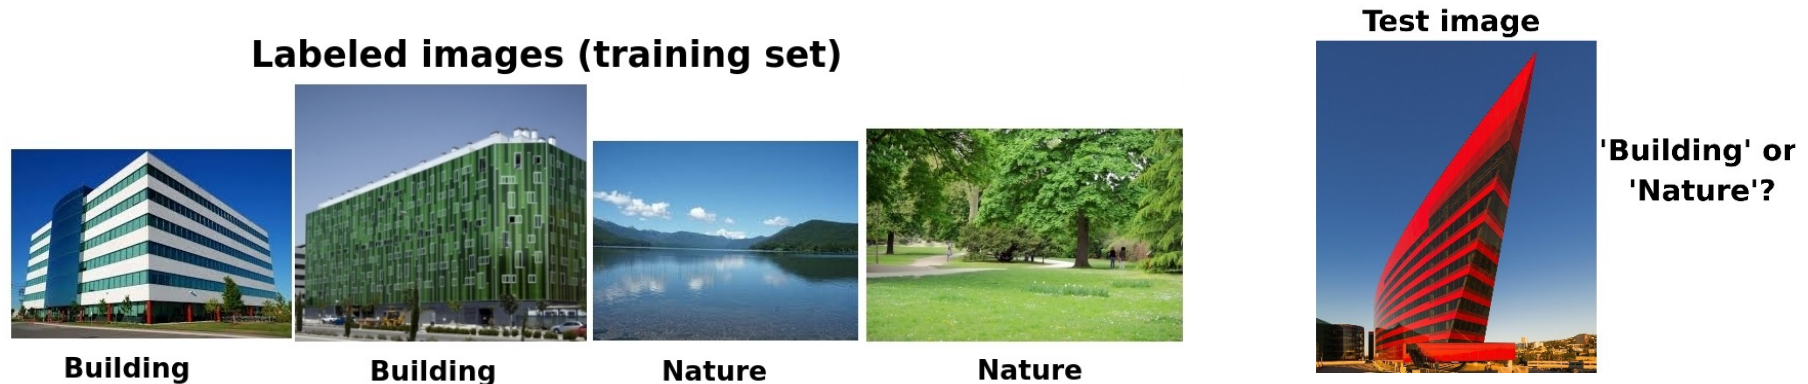 Labeled images (training set)
Building
Building
Nature
Nature
Test image
'Building' or
'Nature'?